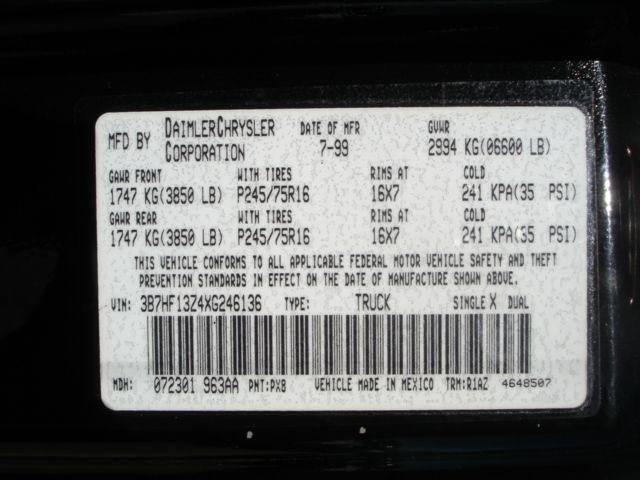 MFD BY DAIMLERCHRYSLER CORPORATION DATE OF MFR 7-99 GVWR 2994 KG(06600 LB)
GAWR FRONT WITH TIRES RIMS AT COLD
1747 KG(3850 LB) P245/75R16 16X7 241 KPA(35 PSI)
GAWR REAR WITH TIRES RIMS AT COLD
1747 KG(3850 LB) P245/75R16 16X7 241 KPA(35 PSI)
THIS VEHICLE CONFORMS TO ALL APPLICABLE FEDERAL MOTOR VEHICLE SAFETY AND THEFT
PREVENTION STANDARDS IN EFFECT ON THE DATE OF MANUFACTURE SHOWN ABOVE.
VIN: 3B7HF13Z4XG246136 TYPE: TRUCK SINGLE X DUAL
MDH: 072301 963AA PNT:PX8 VEHICLE MADE IN MEXICO TRM:R1AZ 4648507